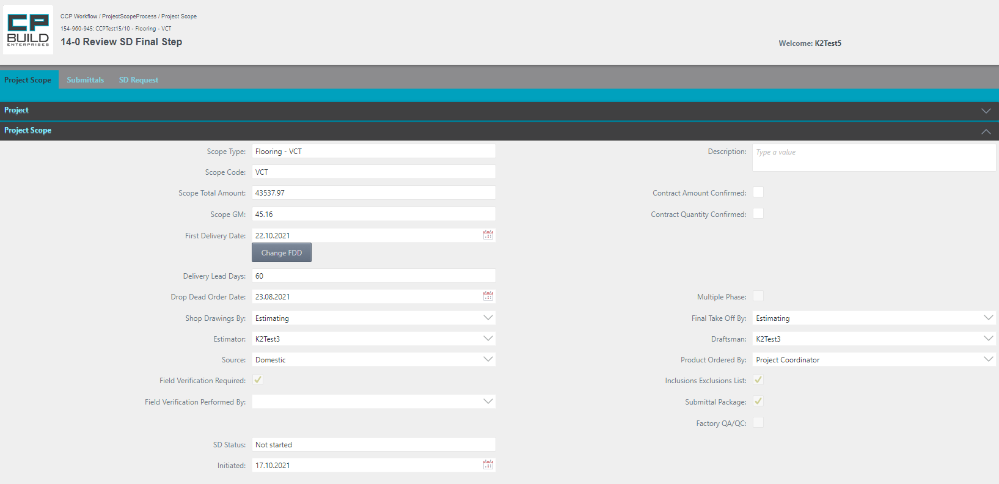 CP
BUILD
ENTERPRISES
CCP Workflow / ProjectScopeProcess / Project Scope
154-960-945: CCPTest15/10 - Flooring - VCT
14-0 Review SD Final Step
Welcome: K2Test5
Project Scope Submittals SD Request
Project
Project Scope
Scope Type: Flooring - VCT Description: Type a value
Scope Code: VCT
Scope Total Amount: 43537.97 Contract Amount Confirmed:
Scope GM: 45.16 Contract Quantity Confirmed:
First Delivery Date: 22.10.2021
Change FDD
Delivery Lead Days: 60
Drop Dead Order Date: 23.08.2021 Multiple Phase:
Shop Drawings By: Estimating Final Take Off By: Estimating
Estimator: K2Test3 Draftsman: K2Test3
Source: Domestic Product Ordered By: Project Coordinator
Field Verification Required: Inclusions Exclusions List:
Field Verification Performed By: Submittal Package:
Factory QA/QC:
SD Status: Not started
Initiated: 17.10.2021